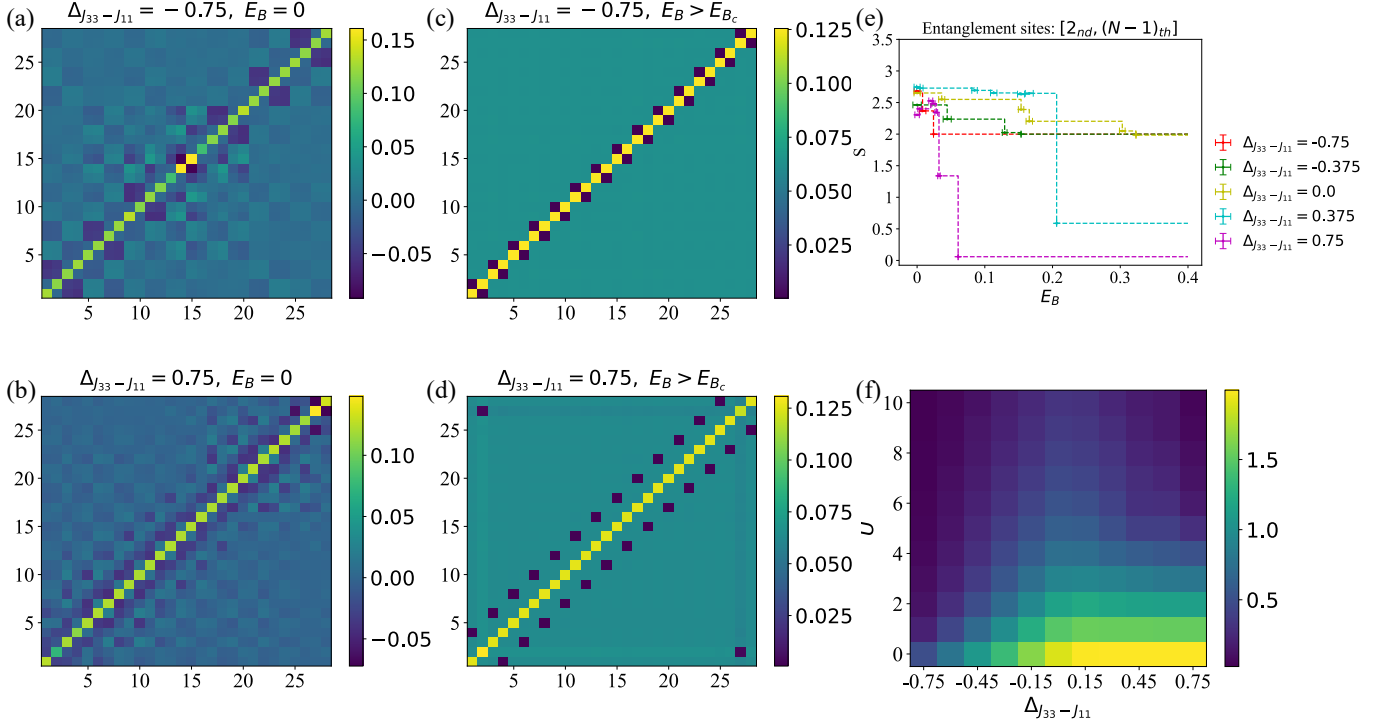 (a)
Δ_{J33−J11} = −0.75, E_B = 0
25
20
15
10
5
5 10 15 20 25
0.15
0.10
0.05
0.00
−0.05
(c)
Δ_{J33−J11} = −0.75, E_B > E_{Bc}
25
20
15
10
5
5 10 15 20 25
0.125
0.100
0.075
0.050
0.025
(e)
Entanglement sites: [2_{nd}, (N − 1)_{th}]
3.5
3
2.5
2
1.5
1
0.5
0
S
0 0.1 0.2 0.3 0.4
E_B
Δ_{J33−J11} = -0.75
Δ_{J33−J11} = -0.375
Δ_{J33−J11} = 0.0
Δ_{J33−J11} = 0.375
Δ_{J33−J11} = 0.75
(b)
Δ_{J33−J11} = 0.75, E_B = 0
25
20
15
10
5
5 10 15 20 25
0.10
0.05
0.00
−0.05
(d)
Δ_{J33−J11} = 0.75, E_B > E_{Bc}
25
20
15
10
5
5 10 15 20 25
0.125
0.100
0.075
0.050
0.025
(f)
10
8
6
4
2
0
U
-0.75 -0.45 -0.15 0.15 0.45 0.75
Δ_{J33−J11}
1.5
1.0
0.5